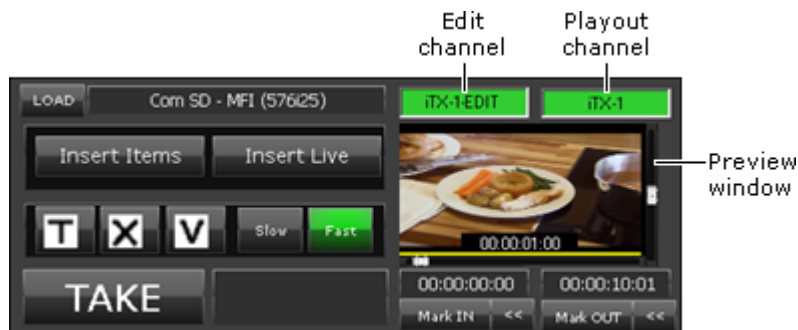 Edit channel
Playout channel
LOAD
Com SD - MFI (576i25)
iTX-1-EDIT
iTX-1
Insert Items
Insert Live
Preview window
T
X
V
Slow
Fast
00:00:01:00
TAKE
00:00:00:00
00:00:10:01
Mark IN
<<
Mark OUT
<<